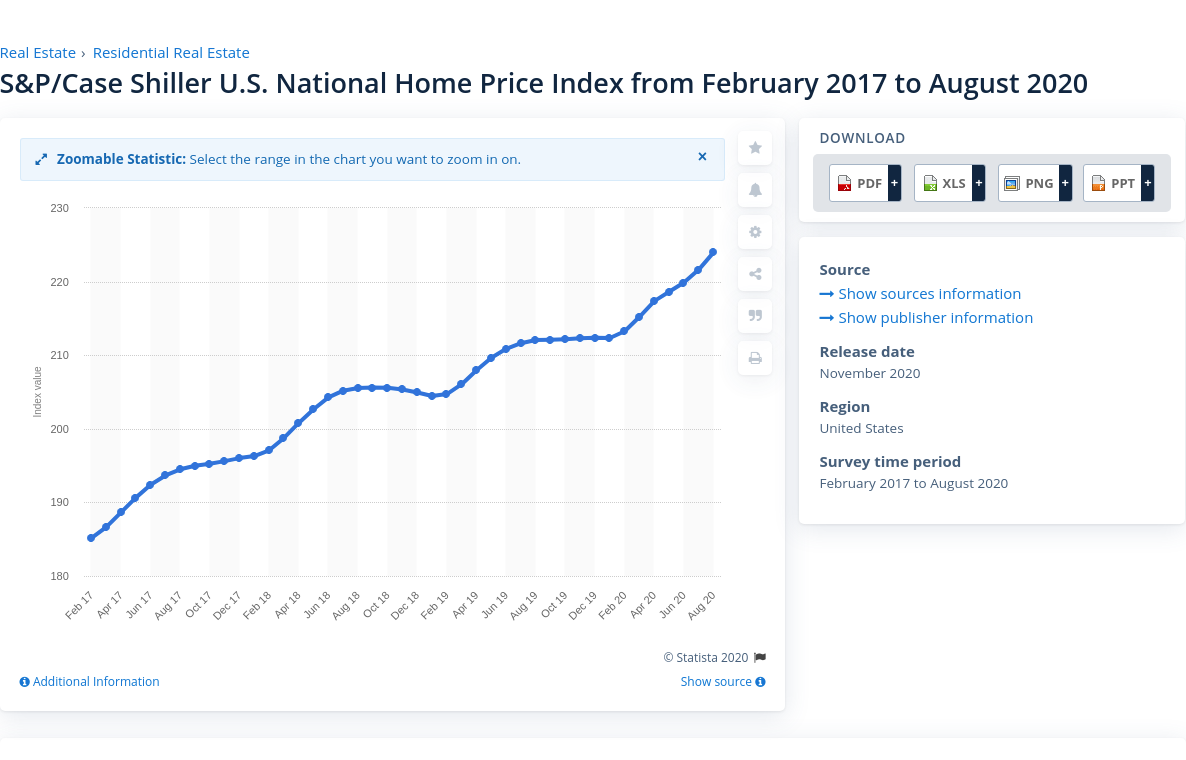 Real Estate › Residential Real Estate
S&P/Case Shiller U.S. National Home Price Index from February 2017 to August 2020
Zoomable Statistic: Select the range in the chart you want to zoom in on.
×
230
220
210
200
190
180
Index value
Feb 17
Apr 17
Jun 17
Aug 17
Oct 17
Dec 17
Feb 18
Apr 18
Jun 18
Aug 18
Oct 18
Dec 18
Feb 19
Apr 19
Jun 19
Aug 19
Oct 19
Dec 19
Feb 20
Apr 20
Jun 20
Aug 20
© Statista 2020
Additional Information
Show source
DOWNLOAD
PDF + XLS + PNG + PPT +
Source
Show sources information
Show publisher information
Release date
November 2020
Region
United States
Survey time period
February 2017 to August 2020